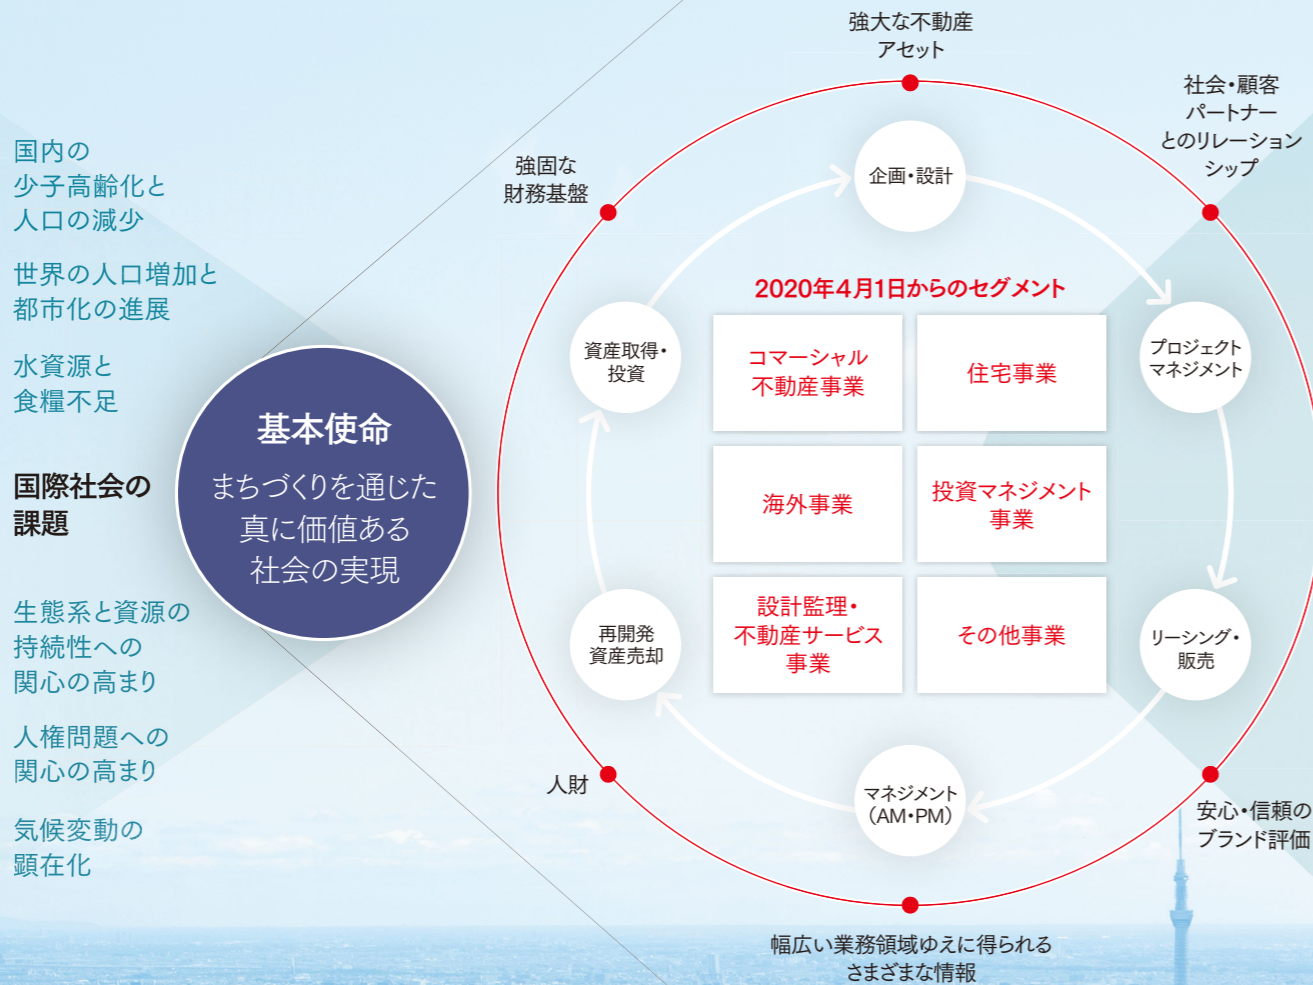 国内の
少子高齢化と
人口の減少
世界の人口増加と
都市化の進展
水資源と
食糧不足
国際社会の
課題
生態系と資源の
持続性への
関心の高まり
人権問題への
関心の高まり
気候変動の
顕在化
基本使命
まちづくりを通じた
真に価値ある
社会の実現
強大な不動産
アセット
社会・顧客
パートナー
とのリレーション
シップ
強固な
財務基盤
人財
幅広い業務領域ゆえに得られる
さまざまな情報
安心・信頼の
ブランド評価
企画・設計
プロジェクト
マネジメント
リーシング・
販売
マネジメント
（AM・PM）
再開発
資産売却
資産取得・
投資
2020年4月1日からのセグメント
コマーシャル
不動産事業
住宅事業
海外事業
投資マネジメント
事業
設計監理・
不動産サービス
事業
その他事業